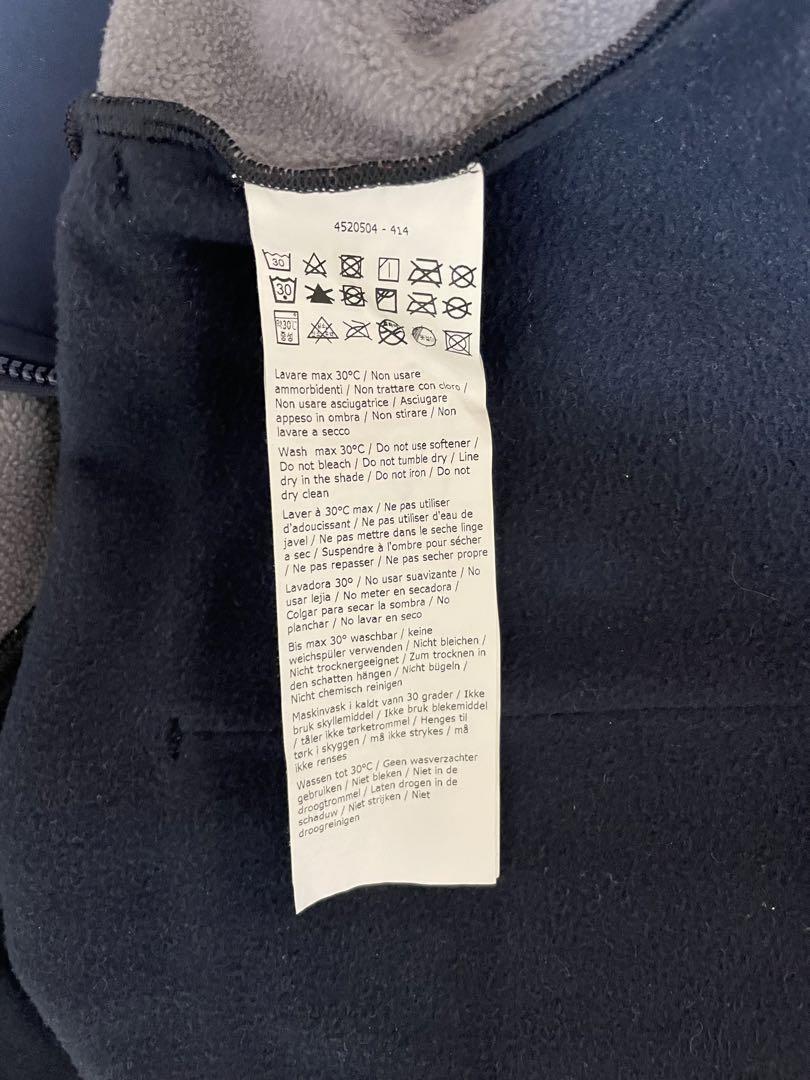 4520504 - 414
30
30
30°C
Lavare max 30°C / Non usare
ammorbidenti / Non trattare con cloro /
Non usare asciugatrice / Asciugare
appeso in ombra / Non stirare / Non
lavare a secco
Wash max 30°C / Do not use softener /
Do not bleach / Do not tumble dry / Line
dry in the shade / Do not iron / Do not
dry clean
Laver à 30°C max / Ne pas utiliser
d'adoucissant / Ne pas utiliser d'eau de
javel / Ne pas mettre dans le seche linge
a sec / Suspendre à l'ombre pour sécher
/ Ne pas repasser / Ne pas secher propre
Lavadora 30º / No usar suavizante / No
usar lejia / No meter en secadora /
Colgar para secar la sombra / No
planchar / No lavar en seco
Bis max 30° waschbar / keine
weichspüler verwenden / Nicht bleichen /
Nicht trocknergeeignet / Zum trocknen in
den schatten hängen / Nicht bügeln /
Nicht chemisch reinigen
Maskinvask i kaldt vann 30 grader / Ikke
bruk skyllemiddel / Ikke bruk blekemiddel
/ tåler ikke tørketrommel / Henges til
tørk i skyggen / må ikke strykes / må
ikke renses
Wassen tot 30°C / Geen wasverzachter
gebruiken / Niet bleken / Niet in de
droogtrommel / Laten drogen in de
schaduw / Niet strijken / Niet
droogreinigen